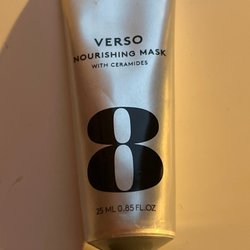 VERSO
NOURISHING MASK
WITH CERAMIDES
8
25 ML 0.85 FL.OZ